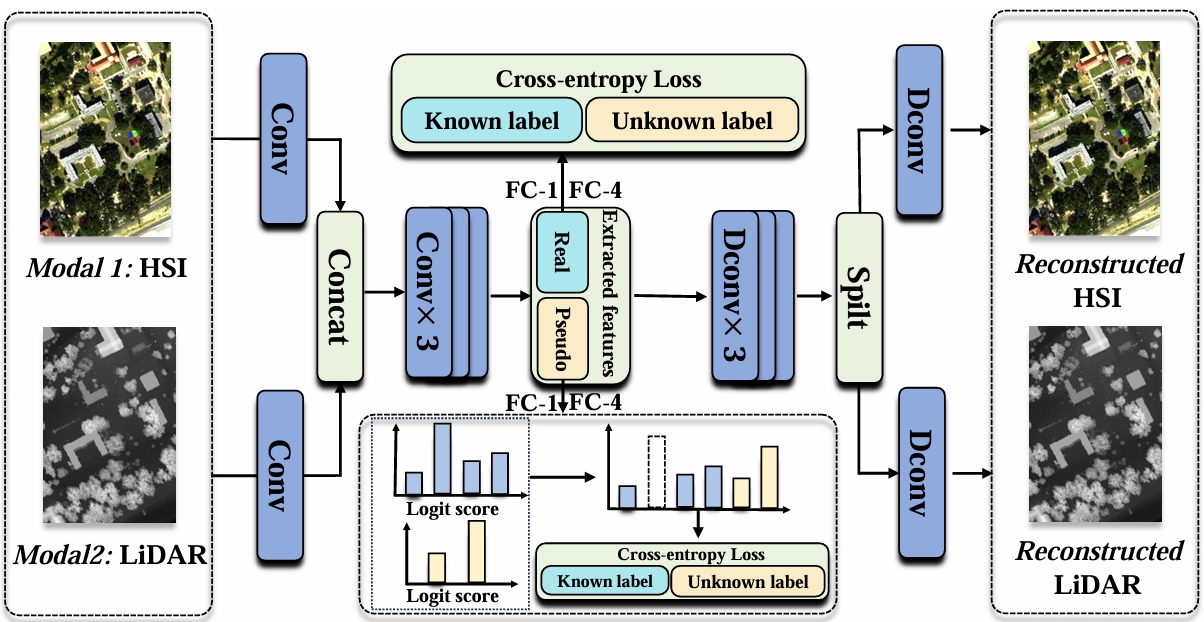 Modal 1: HSI
Modal2: LiDAR
Conv
Conv
Concat
Conv× 3
Cross-entropy Loss
Known label
Unknown label
FC-1 FC-4
Real
Pseudo
Extracted features
FC-1 FC-4
Logit score
Logit score
Cross-entropy Loss
Known label
Unknown label
Dconv× 3
Spilt
Dconv
Dconv
Reconstructed
HSI
Reconstructed
LiDAR